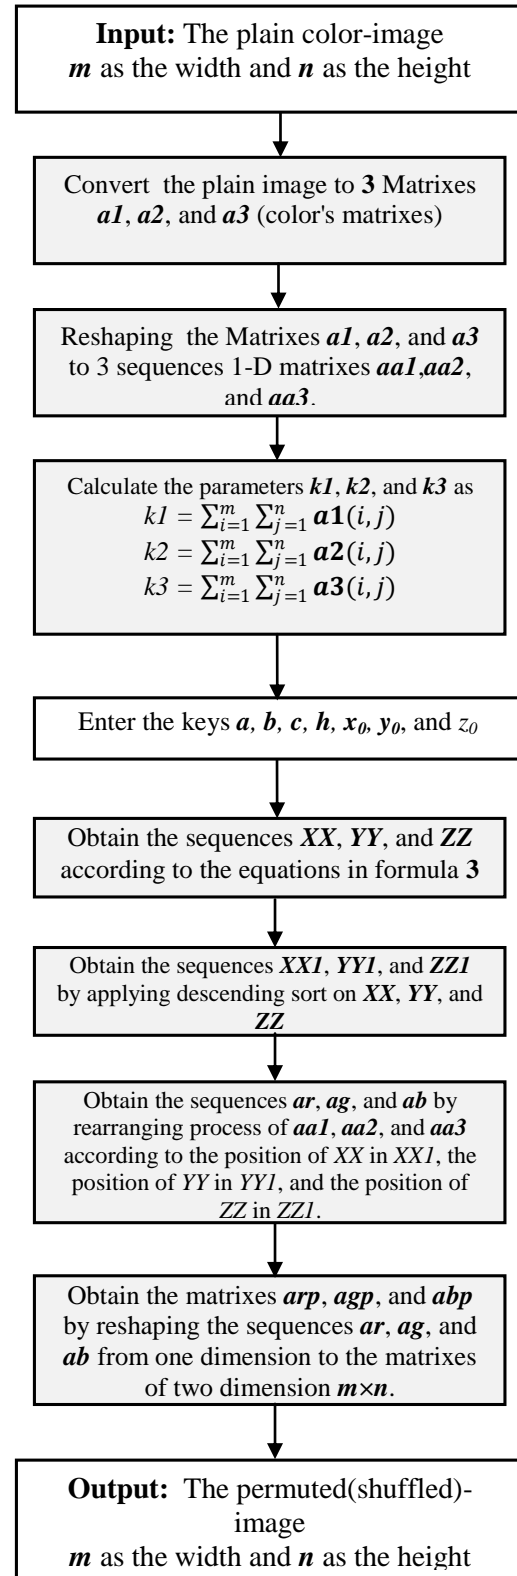 Input: The plain color-image
m as the width and n as the height
Convert the plain image to 3 Matrixes
a1, a2, and a3 (color's matrixes)
Reshaping the Matrixes a1, a2, and a3
to 3 sequences 1-D matrixes aa1,aa2,
and aa3.
Calculate the parameters k1, k2, and k3 as
k1 = ∑_{i=1}^{m} ∑_{j=1}^{n} a1(i,j)
k2 = ∑_{i=1}^{m} ∑_{j=1}^{n} a2(i,j)
k3 = ∑_{i=1}^{m} ∑_{j=1}^{n} a3(i,j)
Enter the keys a, b, c, h, x₀, y₀, and z₀
Obtain the sequences XX, YY, and ZZ
according to the equations in formula 3
Obtain the sequences XX1, YY1, and ZZ1
by applying descending sort on XX, YY, and
ZZ
Obtain the sequences ar, ag, and ab by
rearranging process of aa1, aa2, and aa3
according to the position of XX in XX1, the
position of YY in YY1, and the position of
ZZ in ZZ1.
Obtain the matrixes arp, agp, and abp
by reshaping the sequences ar, ag, and
ab from one dimension to the matrixes
of two dimension m×n.
Output: The permuted(shuffled)-
image
m as the width and n as the height